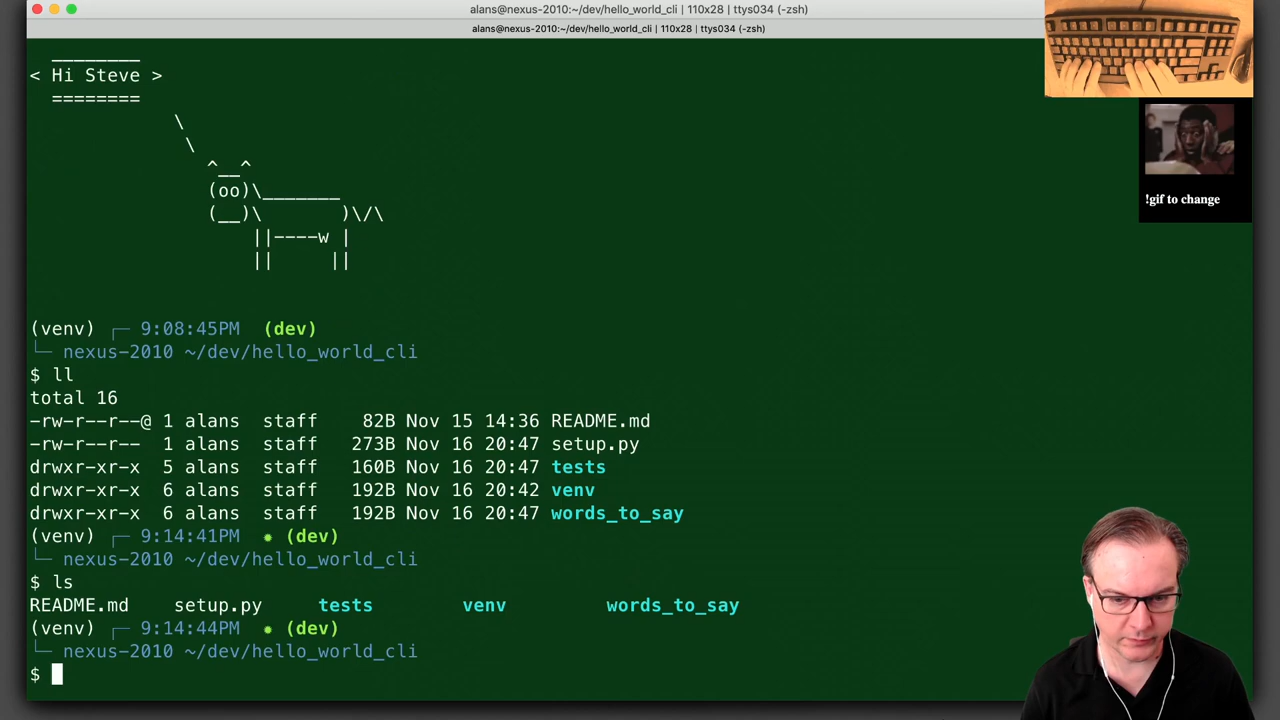 alans@nexus-2010:~/dev/hello_world_cli | 110x28 | ttys034 (-zsh)
alans@nexus-2010:~/dev/hello_world_cli | 110x28 | ttys034 (-zsh)
________
< Hi Steve >
========
\
\
^__^
(oo)\_______
(__)\       )\/\
||----w |
||     ||
!gif to change
(venv) ┌─ 9:08:45PM  (dev)
└─ nexus-2010 ~/dev/hello_world_cli
$ ll
total 16
-rw-r--r--@ 1 alans  staff    82B Nov 15 14:36 README.md
-rw-r--r--  1 alans  staff   273B Nov 16 20:47 setup.py
drwxr-xr-x  5 alans  staff   160B Nov 16 20:47 tests
drwxr-xr-x  6 alans  staff   192B Nov 16 20:42 venv
drwxr-xr-x  6 alans  staff   192B Nov 16 20:47 words_to_say
(venv) ┌─ 9:14:41PM  ✹ (dev)
└─ nexus-2010 ~/dev/hello_world_cli
$ ls
README.md    setup.py     tests        venv         words_to_say
(venv) ┌─ 9:14:44PM  ✹ (dev)
└─ nexus-2010 ~/dev/hello_world_cli
$